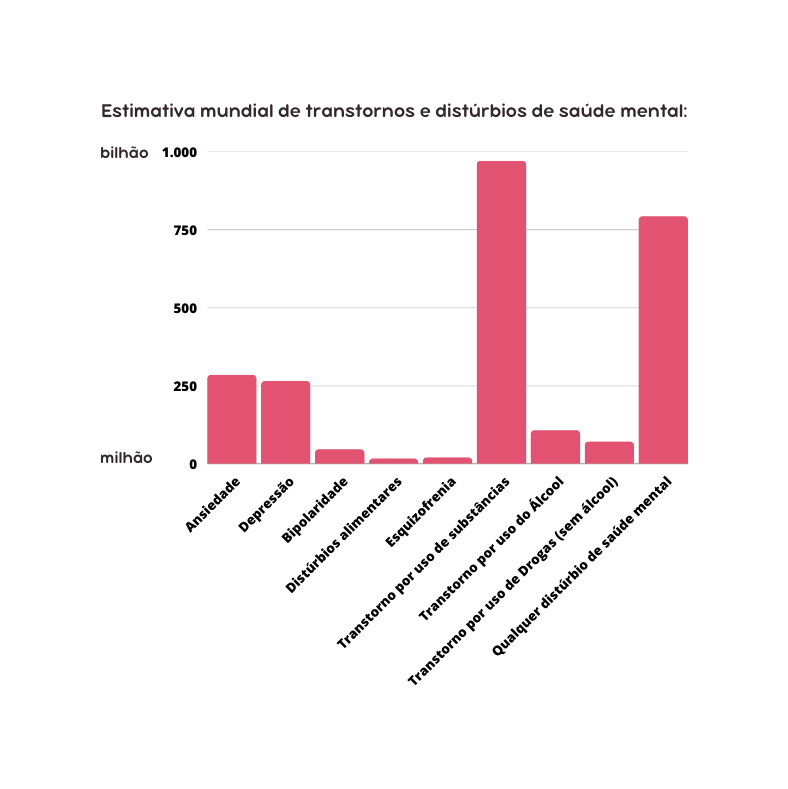 Estimativa mundial de transtornos e distúrbios de saúde mental:
bilhão 1.000
750
500
250
milhão 0
Ansiedade
Depressão
Bipolaridade
Distúrbios alimentares
Esquizofrenia
Transtorno por uso de substâncias
Transtorno por uso do Álcool
Transtorno por uso de Drogas (sem álcool)
Qualquer distúrbio de saúde mental